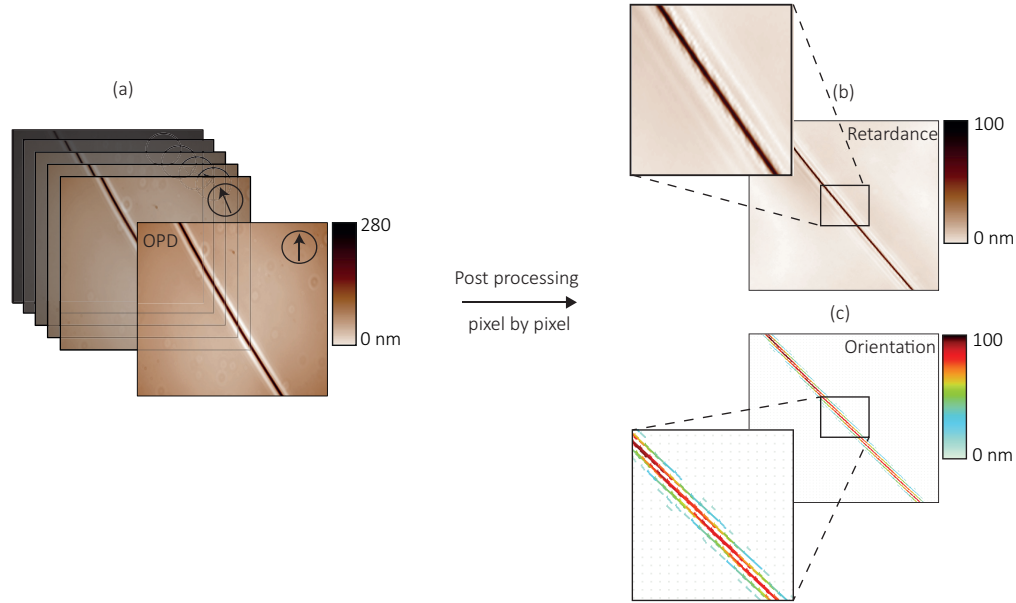 (a)
OPD
280
0 nm
Post processing
pixel by pixel
(b)
Retardance
100
0 nm
(c)
Orientation
100
0 nm